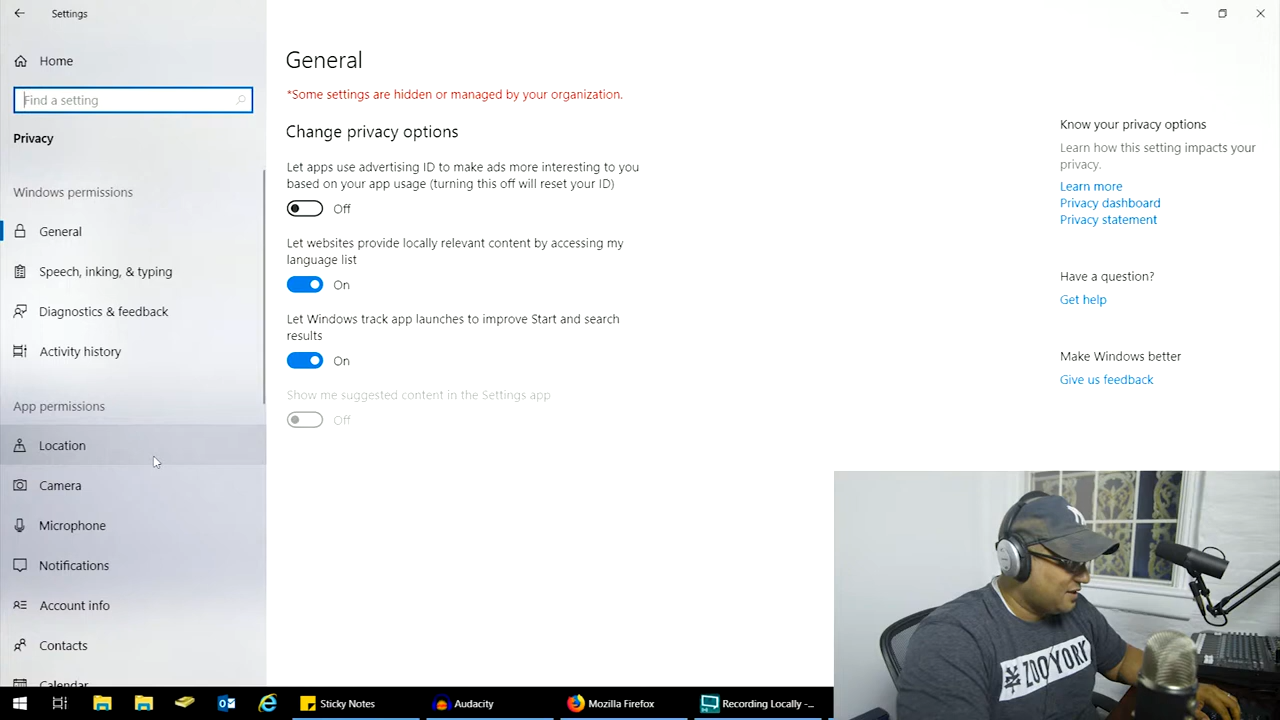 Settings
Home
Find a setting
Privacy
Windows permissions
General
Speech, inking, & typing
Diagnostics & feedback
Activity history
App permissions
Location
Camera
Microphone
Notifications
Account info
Contacts
Calendar
General
*Some settings are hidden or managed by your organization.
Change privacy options
Let apps use advertising ID to make ads more interesting to you
based on your app usage (turning this off will reset your ID)
Off
Let websites provide locally relevant content by accessing my
language list
On
Let Windows track app launches to improve Start and search
results
On
Show me suggested content in the Settings app
Off
Know your privacy options
Learn how this setting impacts your
privacy.
Learn more
Privacy dashboard
Privacy statement
Have a question?
Get help
Make Windows better
Give us feedback
ZOO YORK
Sticky Notes
Audacity
Mozilla Firefox
Recording Locally -...